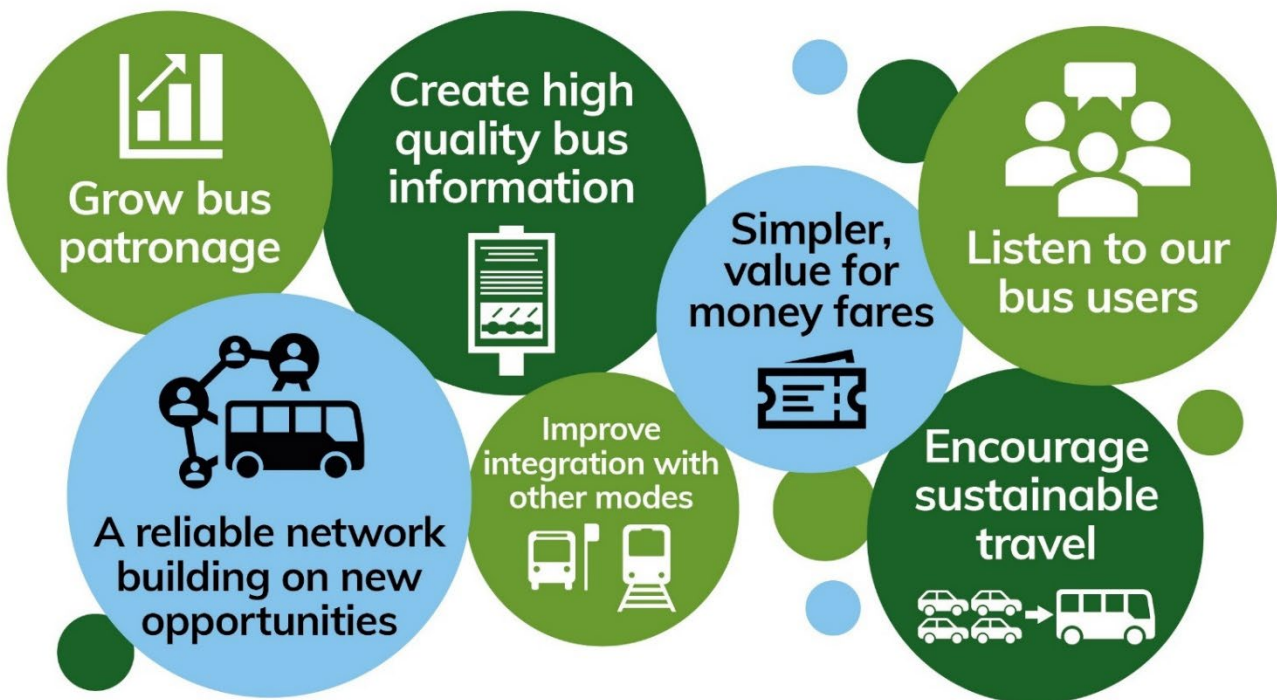 Grow bus
patronage
Create high
quality bus
information
Simpler,
value for
money fares
Listen to our
bus users
A reliable network
building on new
opportunities
Improve
integration with
other modes
Encourage
sustainable
travel